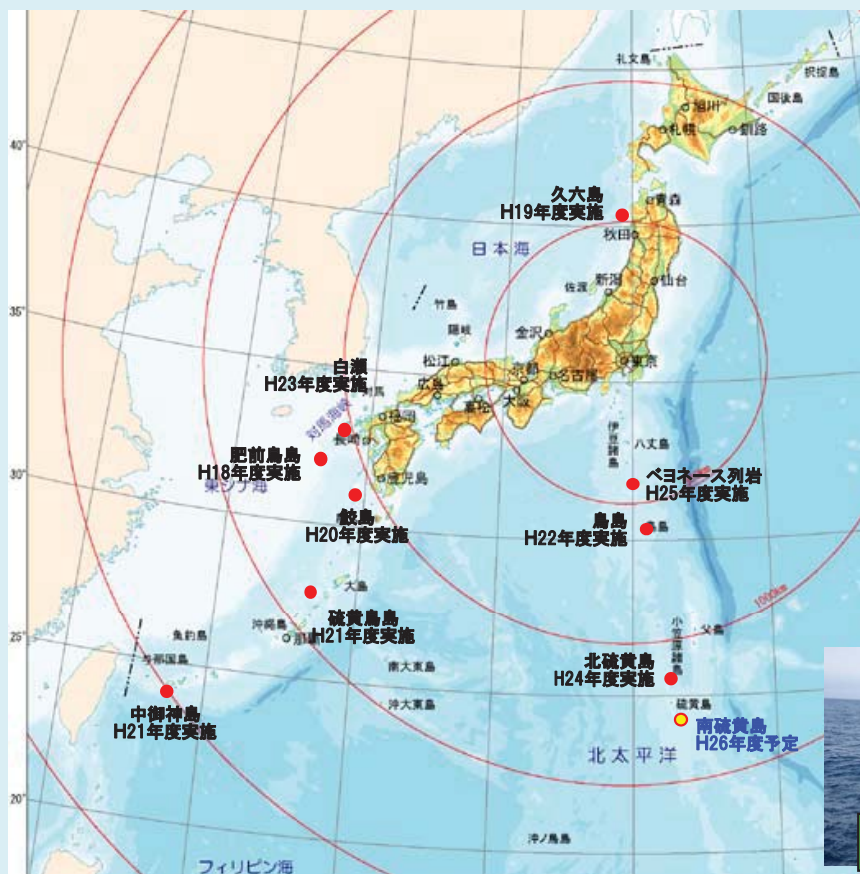 礼文島
択捉島
国後島
旭川
札幌
釧路
40°
久六島
H19年度実施
青森
秋田
日本海
佐渡
新潟
仙台
35°
竹島
隠岐
金沢
白瀬
H23年度実施
松江
京都
名古屋
東京
対馬
広島
高松
大阪
福岡
対馬海峡
長崎
伊豆諸島
八丈島
肥前鳥島
H18年度実施
鹿児島
ベヨネース列岩
H25年度実施
30°
東シナ海
鮫島
H20年度実施
鳥島
H22年度実施
鳥島
大島
1000km
硫黄鳥島
H21年度実施
沖縄島
那覇
小笠原諸島
父島
25°
魚釣島
与那国島
南大東島
北硫黄島
H24年度実施
中御神島
H21年度実施
沖大東島
硫黄島
南硫黄島
H26年度予定
北太平洋
20°
沖ノ鳥島
フィリピン海